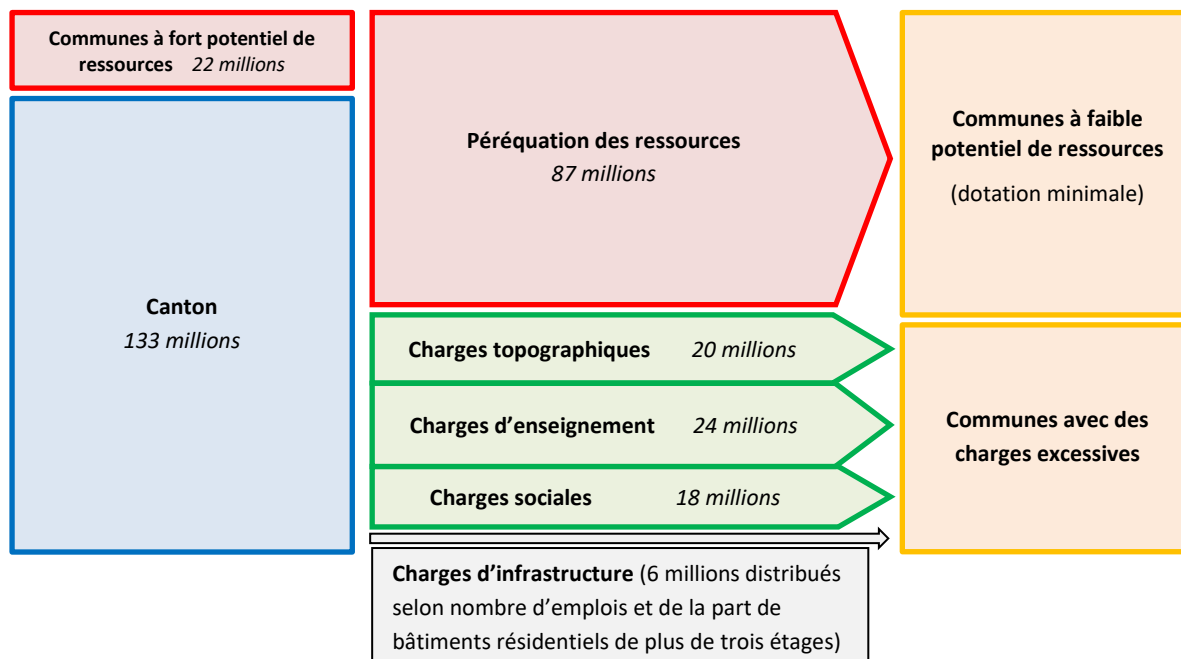 Communes à fort potentiel de
ressources 22 millions
Canton
133 millions
Péréquation des ressources
87 millions
Charges topographiques 20 millions
Charges d’enseignement 24 millions
Charges sociales 18 millions
Charges d’infrastructure (6 millions distribués
selon nombre d’emplois et de la part de
bâtiments résidentiels de plus de trois étages)
Communes à faible
potentiel de ressources
(dotation minimale)
Communes avec des
charges excessives